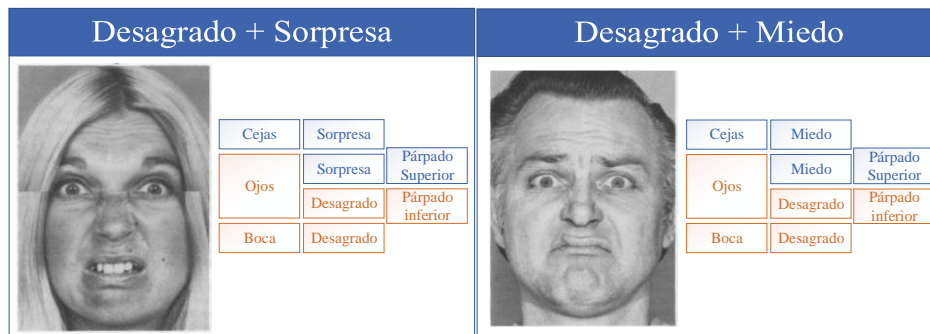 Desagrado + Sorpresa
Cejas
Sorpresa
Ojos
Sorpresa
Párpado
Superior
Desagrado
Párpado
inferior
Boca
Desagrado
Desagrado + Miedo
Cejas
Miedo
Ojos
Miedo
Párpado
Superior
Desagrado
Párpado
inferior
Boca
Desagrado